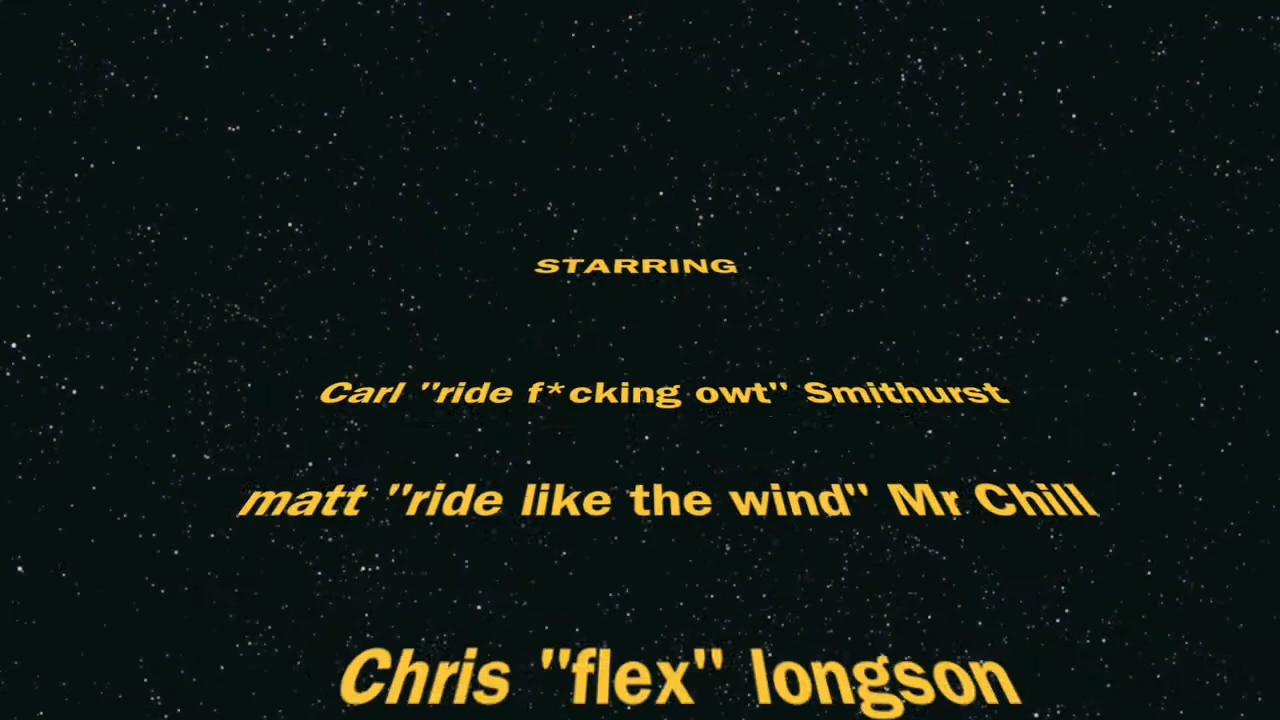 STARRING
Carl "ride f*cking owt" Smithurst
matt "ride like the wind" Mr Chill
Chris "flex" longson